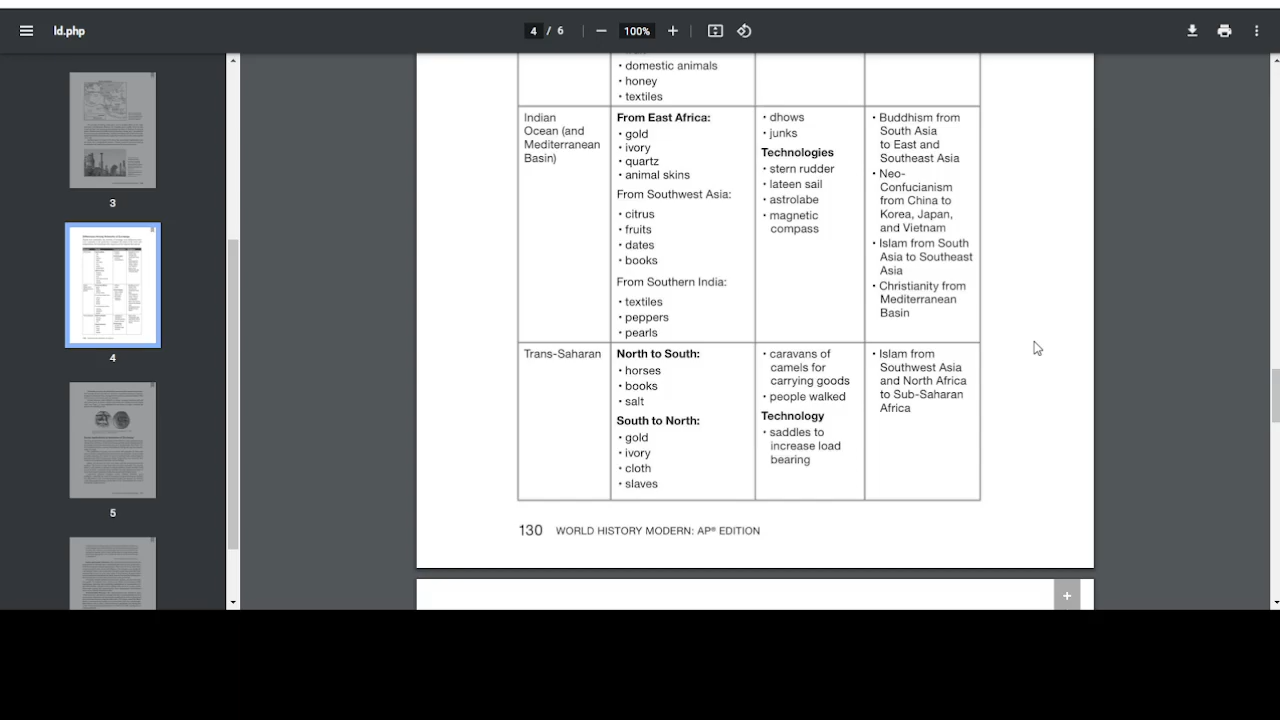 ld.php
4 / 6
100%
3
4
5
• domestic animals
• honey
• textiles
Indian
Ocean (and
Mediterranean
Basin)
From East Africa:
• gold
• ivory
• quartz
• animal skins
From Southwest Asia:
• citrus
• fruits
• dates
• books
From Southern India:
• textiles
• peppers
• pearls
• dhows
• junks
Technologies
• stern rudder
• lateen sail
• astrolabe
• magnetic
compass
• Buddhism from
South Asia
to East and
Southeast Asia
• Neo-
Confucianism
from China to
Korea, Japan,
and Vietnam
• Islam from South
Asia to Southeast
Asia
• Christianity from
Mediterranean
Basin
Trans-Saharan
North to South:
• horses
• books
• salt
South to North:
• gold
• ivory
• cloth
• slaves
• caravans of
camels for
carrying goods
• people walked
Technology
• saddles to
increase load
bearing
• Islam from
Southwest Asia
and North Africa
to Sub-Saharan
Africa
130 WORLD HISTORY MODERN: AP® EDITION